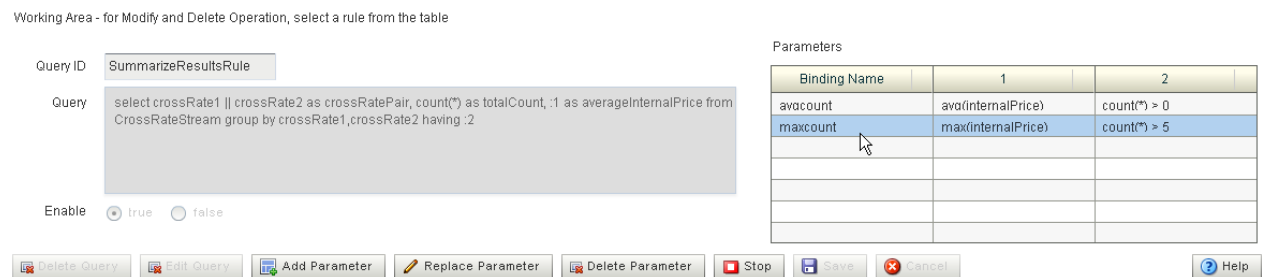 Working Area - for Modify and Delete Operation, select a rule from the table
Query ID SummarizeResultsRule
Query select crossRate1 || crossRate2 as crossRatePair, count(*) as totalCount, :1 as averageInternalPrice from
CrossRateStream group by crossRate1,crossRate2 having :2
Enable true false
Parameters
Binding Name 1 2
avgcount avg(internalPrice) count(*) > 0
maxcount max(internalPrice) count(*) > 5
Delete Query Edit Query Add Parameter Replace Parameter Delete Parameter Stop Save Cancel Help